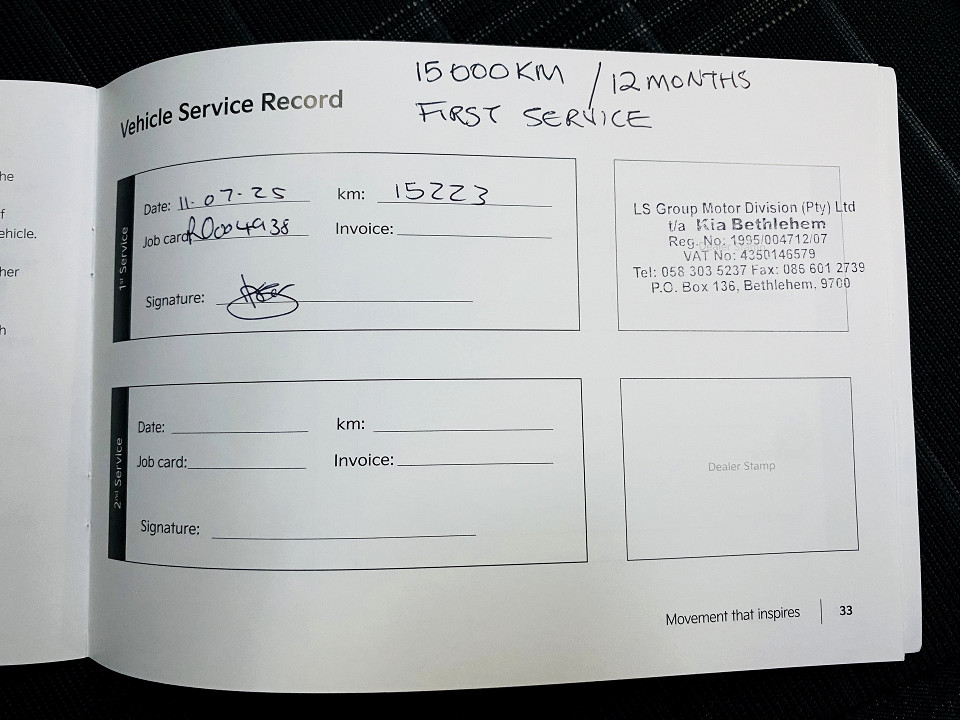 he
f
ehicle.
her
h
Vehicle Service Record
15000KM / 12 MONTHS
FIRST SERVICE
1st Service
Date: 11-07-25 km: 15223
Job card: R0004938 Invoice:
Signature:
LS Group Motor Division (Pty) Ltd
t/a Kia Bethlehem
Reg. No: 1995/004712/07
VAT No: 4350146579
Tel: 058 303 5237 Fax: 086 601 2739
P.O. Box 136, Bethlehem, 9700
2nd Service
Date: km:
Job card: Invoice:
Signature:
Dealer Stamp
Movement that inspires 33